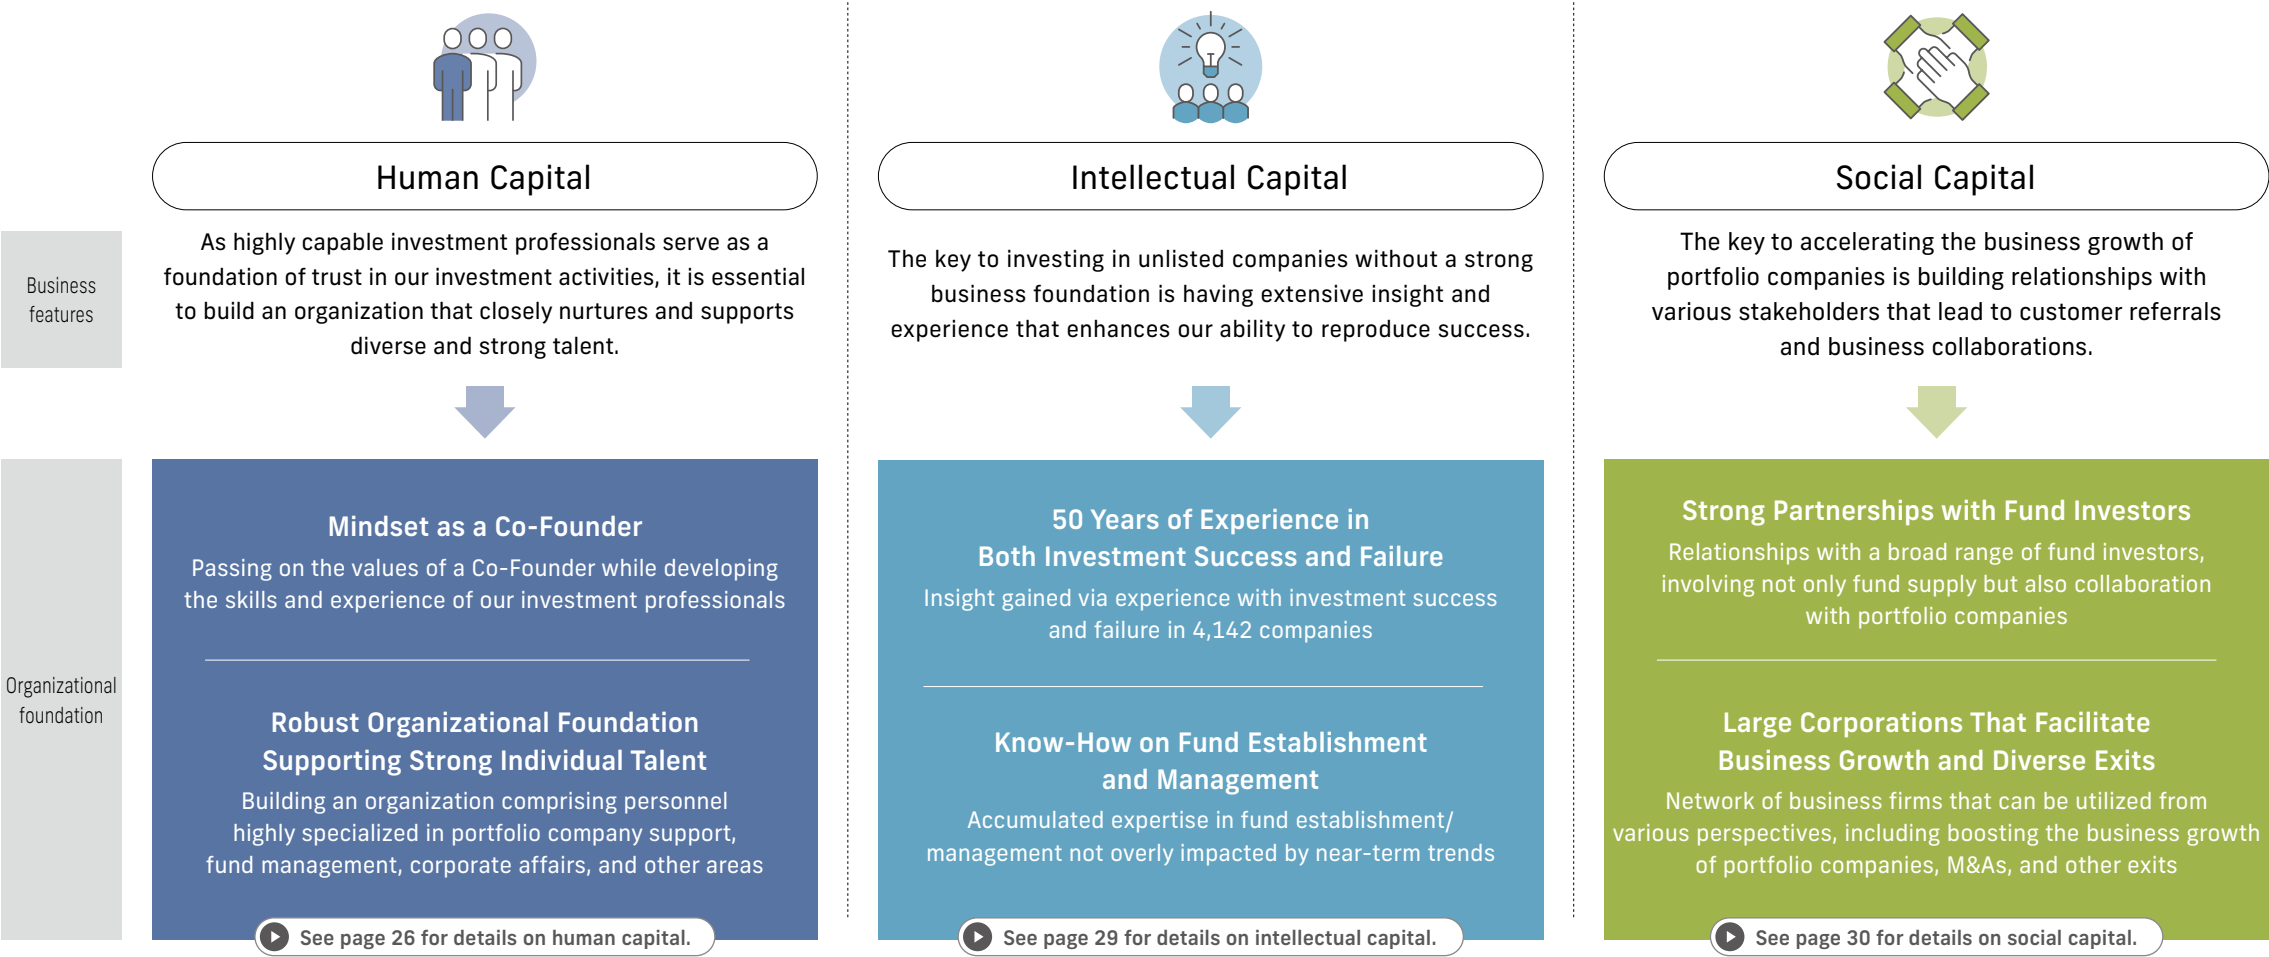 Human Capital
Intellectual Capital
Social Capital
Business
features
As highly capable investment professionals serve as a
foundation of trust in our investment activities, it is essential
to build an organization that closely nurtures and supports
diverse and strong talent.
The key to investing in unlisted companies without a strong
business foundation is having extensive insight and
experience that enhances our ability to reproduce success.
The key to accelerating the business growth of
portfolio companies is building relationships with
various stakeholders that lead to customer referrals
and business collaborations.
Organizational
foundation
Mindset as a Co-Founder
Passing on the values of a Co-Founder while developing
the skills and experience of our investment professionals
Robust Organizational Foundation
Supporting Strong Individual Talent
Building an organization comprising personnel
highly specialized in portfolio company support,
fund management, corporate affairs, and other areas
See page 26 for details on human capital.
50 Years of Experience in
Both Investment Success and Failure
Insight gained via experience with investment success
and failure in 4,142 companies
Know-How on Fund Establishment
and Management
Accumulated expertise in fund establishment/
management not overly impacted by near-term trends
See page 29 for details on intellectual capital.
Strong Partnerships with Fund Investors
Relationships with a broad range of fund investors,
involving not only fund supply but also collaboration
with portfolio companies
Large Corporations That Facilitate
Business Growth and Diverse Exits
Network of business firms that can be utilized from
various perspectives, including boosting the business growth
of portfolio companies, M&As, and other exits
See page 30 for details on social capital.